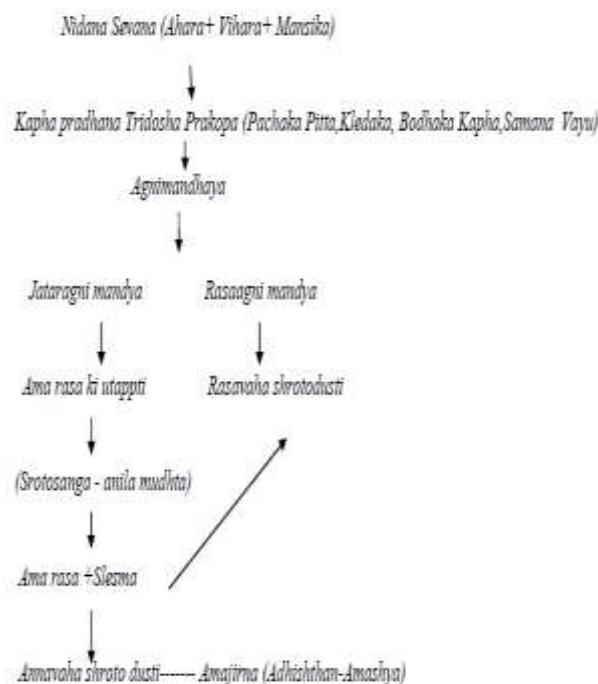 Nidana Sevana (Ahara+ Vihara+ Mansika)
Kapha pradhana Tridosha Prakopa (Pachaka Pitta,Kledaka, Bodhaka Kapha,Samana Vayu)
Agnimandhaya
Jataragni mandya
Rasaagni mandya
Ama rasa ki utappti
Rasavaha shrotodusti
(Srotosanga - anila mudhta)
Ama rasa +Slesma
Annavaha shroto dusti------- Amajirna (Adhishthan-Amashya)